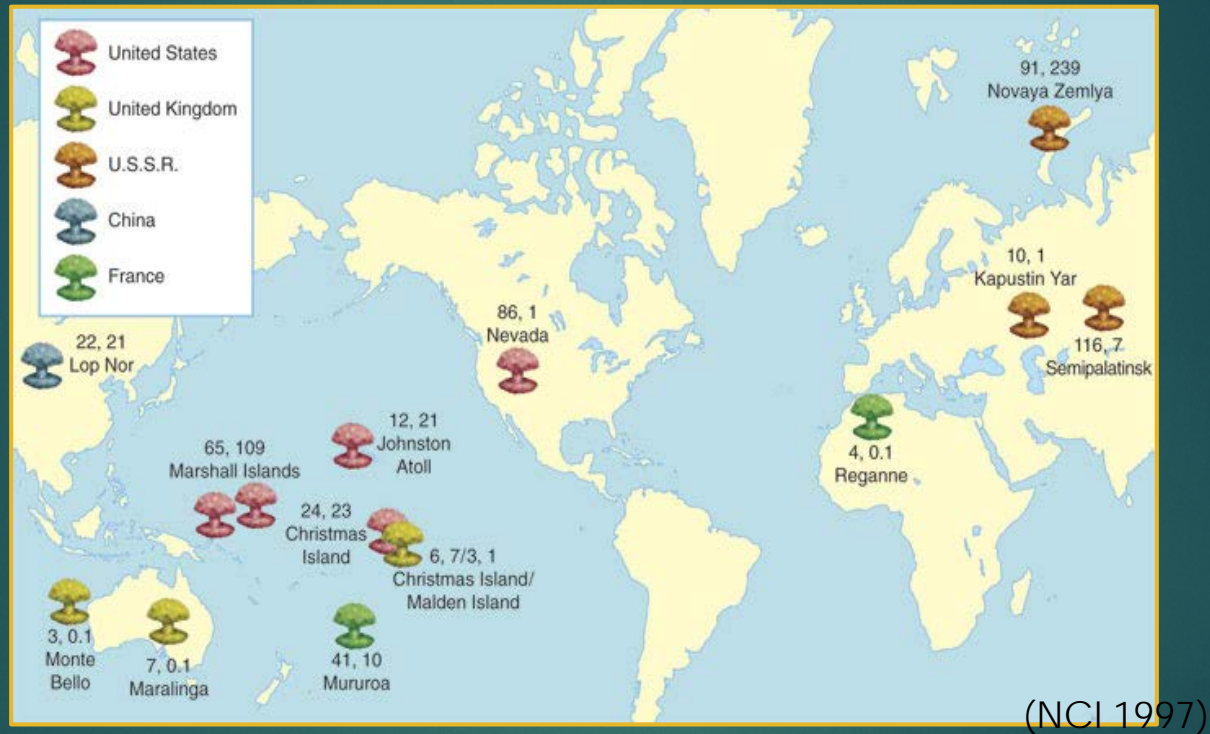 United States
United Kingdom
U.S.S.R.
China
France
91, 239
Novaya Zemlya
10, 1
Kapustin Yar
116, 7
Semipalatinsk
86, 1
Nevada
22, 21
Lop Nor
12, 21
Johnston
Atoll
65, 109
Marshall Islands
4, 0.1
Reganne
24, 23
Christmas
Island
6, 7/3, 1
Christmas Island/
Malden Island
3, 0.1
Monte
Bello
7, 0.1
Maralinga
41, 10
Mururoa
(NCI 1997)